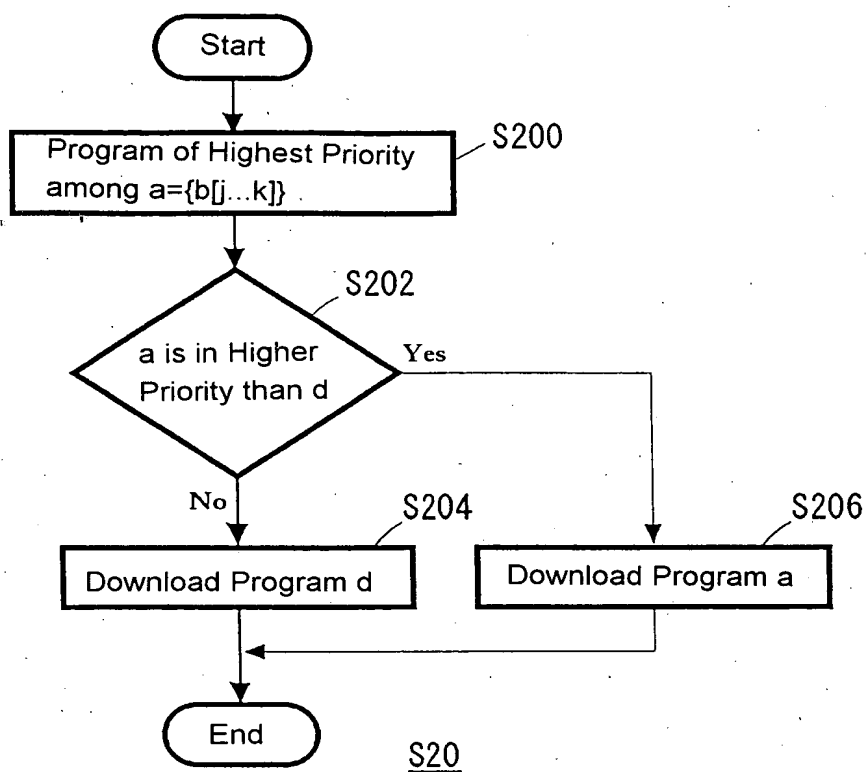 Start
S200
Program of Highest Priority
among a={b[j...k]}
S202
a is in Higher
Priority than d
Yes
No
S204
S206
Download Program d
Download Program a
End
S20